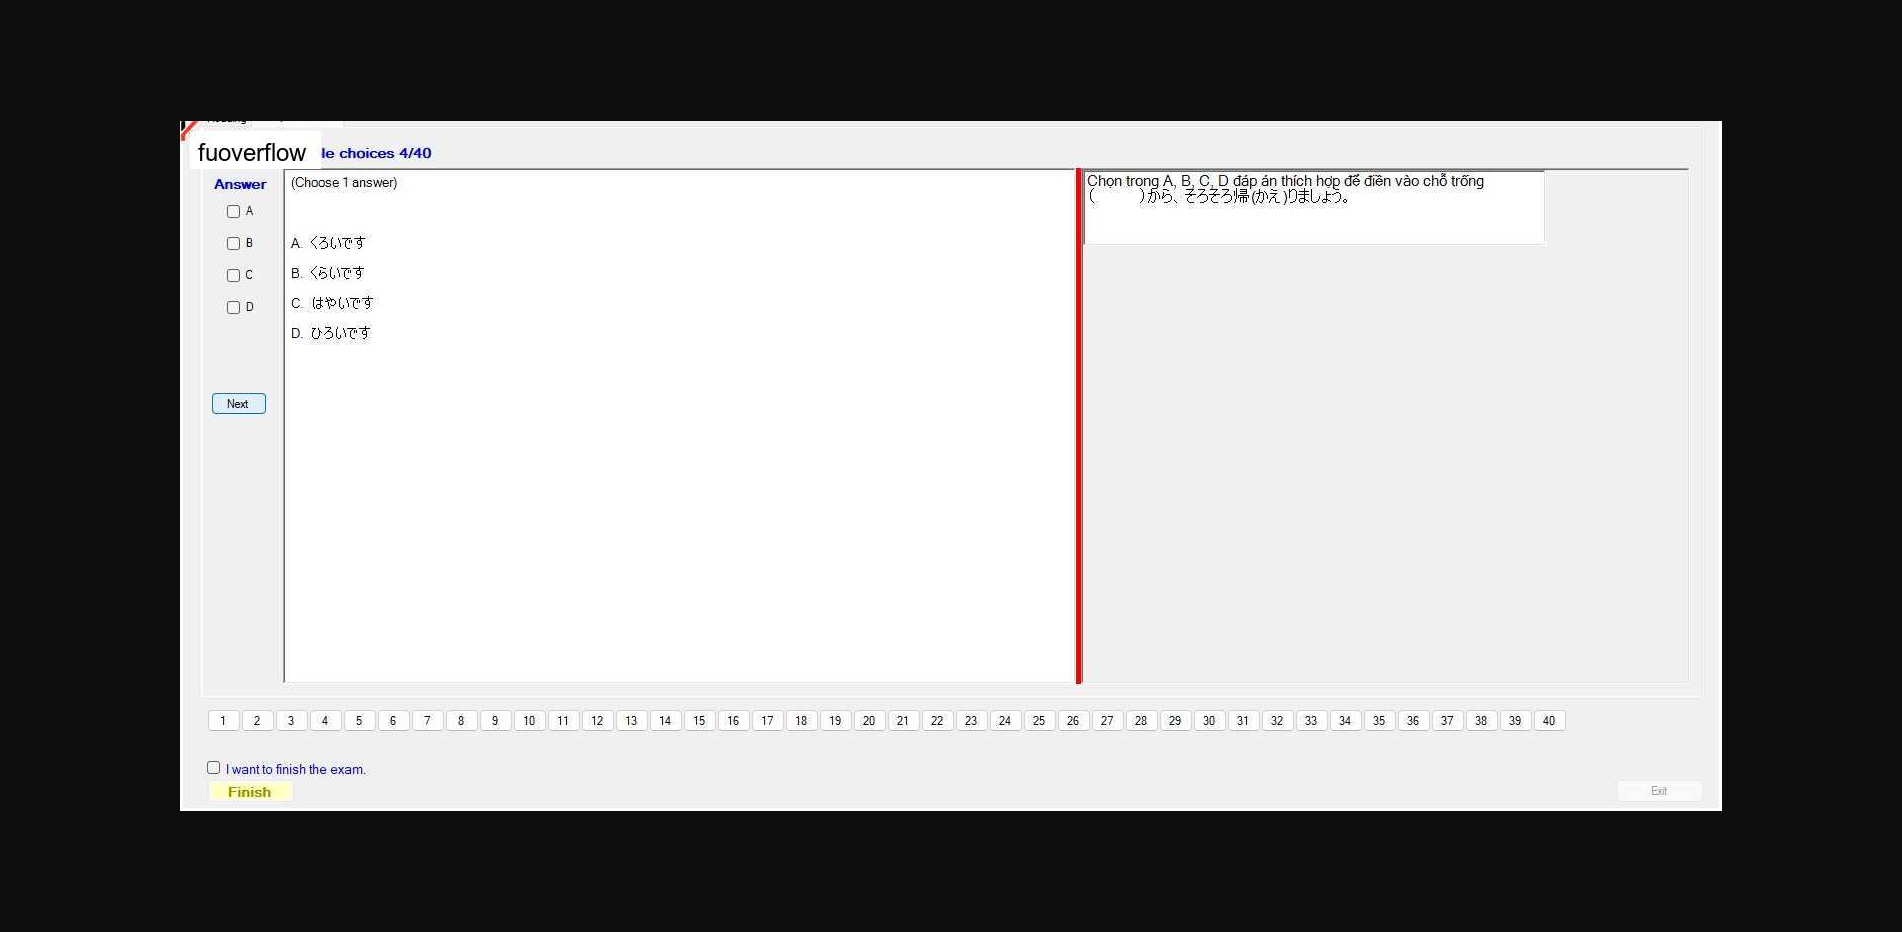 fuoverflow
le choices 4/40
Answer
A
B
C
D
Next
(Choose 1 answer)
A. くろいです
B. くらいです
C. はやいです
D. ひろいです
Chọn trong A, B, C, D đáp án thích hợp để điền vào chỗ trống
( )から、そろそろ帰(かえ)りましょう。
1 2 3 4 5 6 7 8 9 10 11 12 13 14 15 16 17 18 19 20 21 22 23 24 25 26 27 28 29 30 31 32 33 34 35 36 37 38 39 40
I want to finish the exam.
Finish
Exit